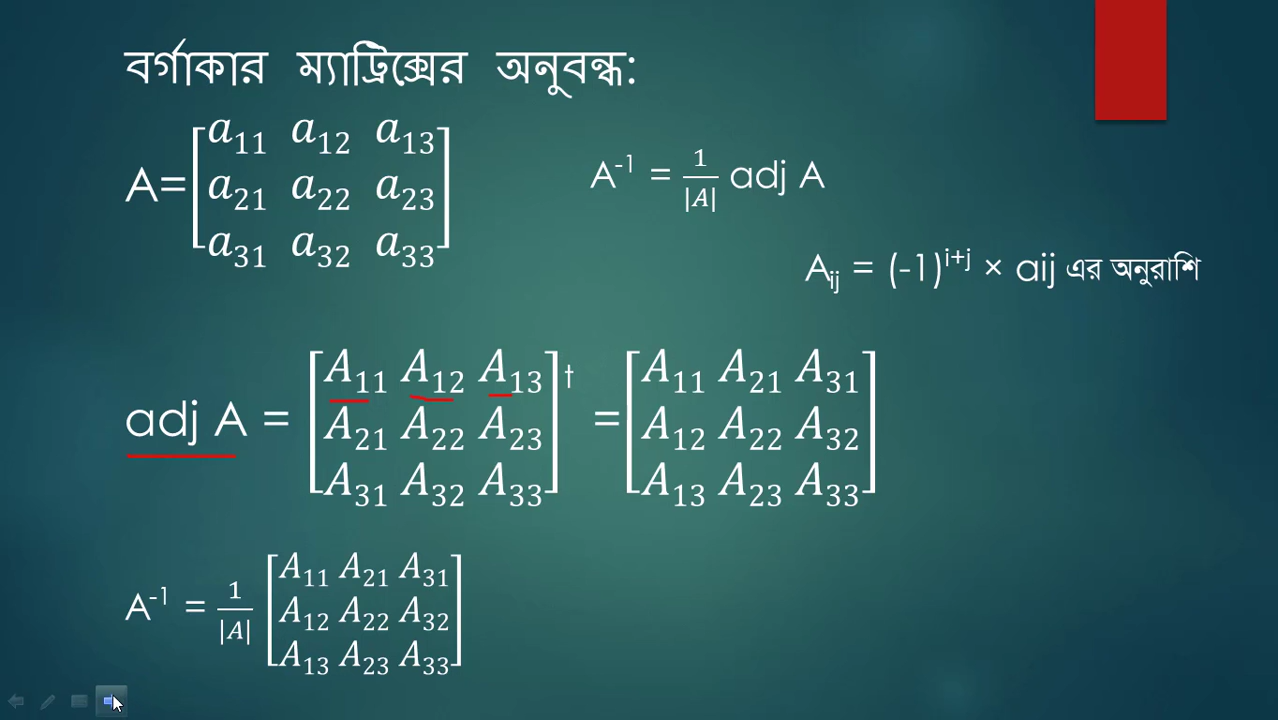 বর্গাকার ম্যাট্রিক্সের অনুবন্ধ:
a₁₁ a₁₂ a₁₃
A= a₂₁ a₂₂ a₂₃
a₃₁ a₃₂ a₃₃
A⁻¹ = 1/|A| adj A
Aᵢⱼ = (-1)ⁱ⁺ʲ × aij এর অনুরাশি
A₁₁ A₁₂ A₁₃ t A₁₁ A₂₁ A₃₁
adj A = A₂₁ A₂₂ A₂₃ = A₁₂ A₂₂ A₃₂
A₃₁ A₃₂ A₃₃ A₁₃ A₂₃ A₃₃
A₁₁ A₂₁ A₃₁
A⁻¹ = 1/|A| A₁₂ A₂₂ A₃₂
A₁₃ A₂₃ A₃₃